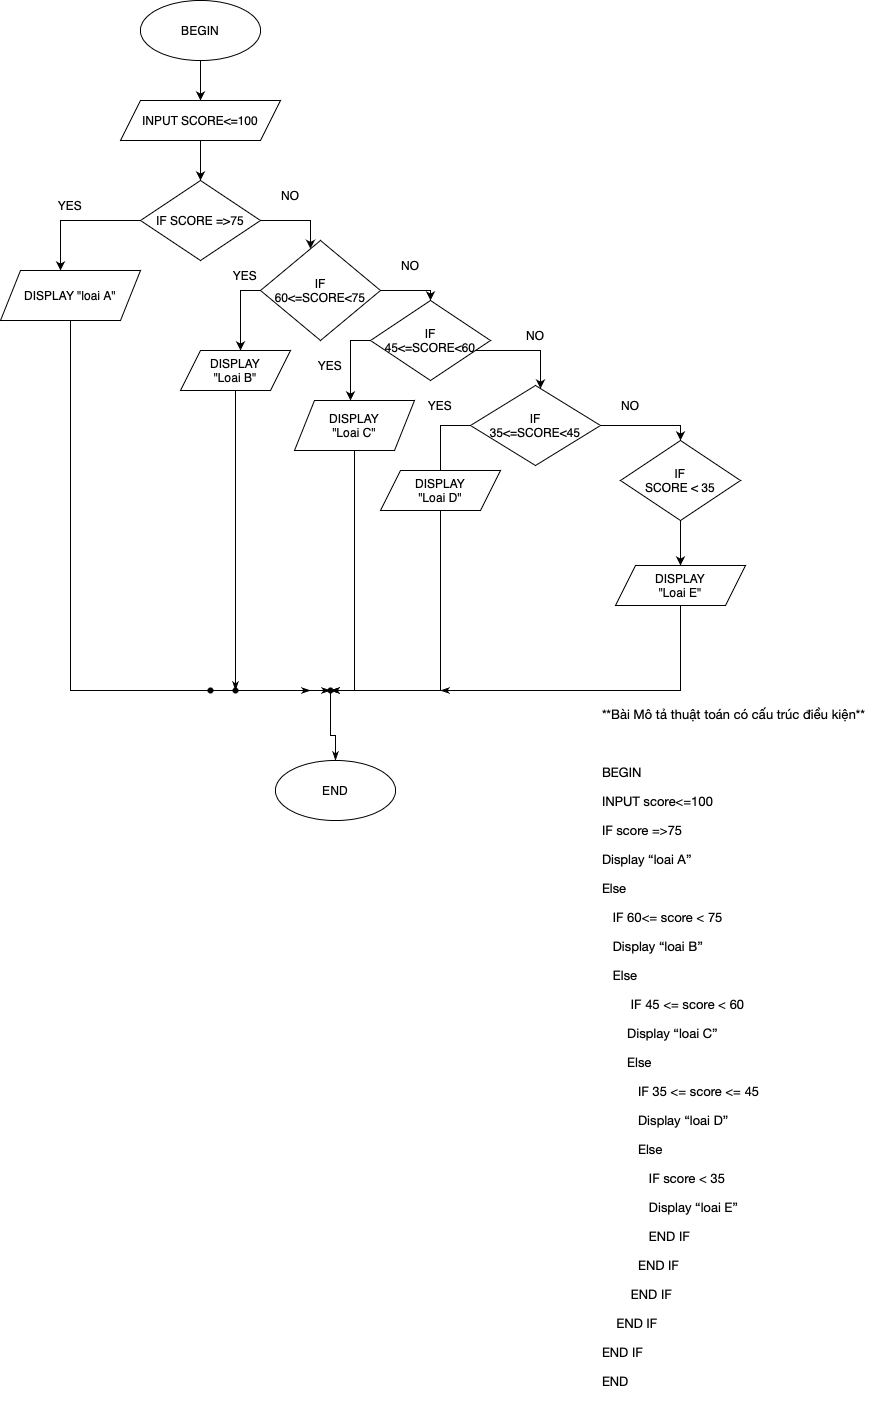 BEGIN
INPUT SCORE<=100
YES
NO
IF SCORE =>75
DISPLAY "loai A"
YES
NO
IF
60<=SCORE<75
DISPLAY
"Loai B"
YES
NO
IF
45<=SCORE<60
DISPLAY
"Loai C"
YES
NO
IF
35<=SCORE<45
DISPLAY
"Loai D"
IF
SCORE < 35
DISPLAY
"Loai E"
END
**Bài Mô tả thuật toán có cấu trúc điều kiện**
BEGIN
INPUT score<=100
IF score =>75
Display “loai A”
Else
IF 60<= score < 75
Display “loai B”
Else
IF 45 <= score < 60
Display “loai C”
Else
IF 35 <= score <= 45
Display “loai D”
Else
IF score < 35
Display “loai E”
END IF
END IF
END IF
END IF
END IF
END